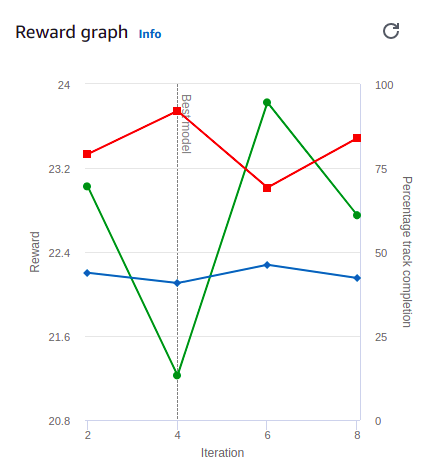 Reward graph Info
24
23.2
22.4
21.6
20.8
Reward
100
75
50
25
0
Percentage track completion
Best model
2 4 6 8
Iteration